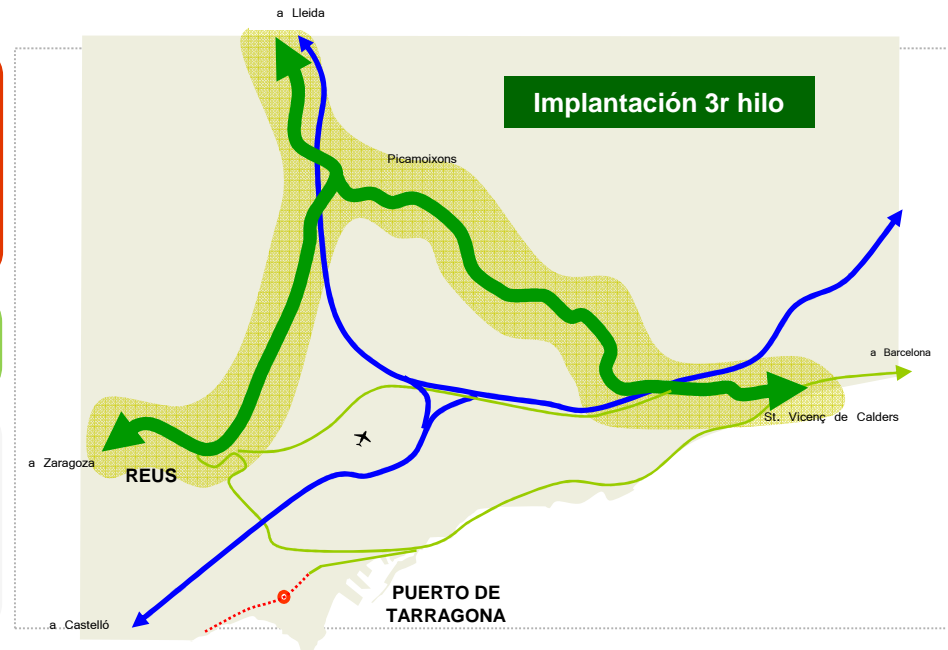 a Lleida
Implantación 3r hilo
Picamoixons
a Barcelona
St. Vicenç de Calders
a Zaragoza
REUS
PUERTO DE
TARRAGONA
a Castelló